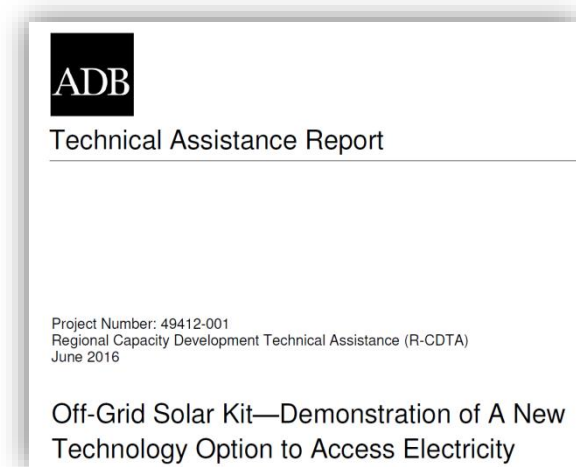 ADB
Technical Assistance Report
Project Number: 49412-001
Regional Capacity Development Technical Assistance (R-CDTA)
June 2016
Off-Grid Solar Kit—Demonstration of A New
Technology Option to Access Electricity